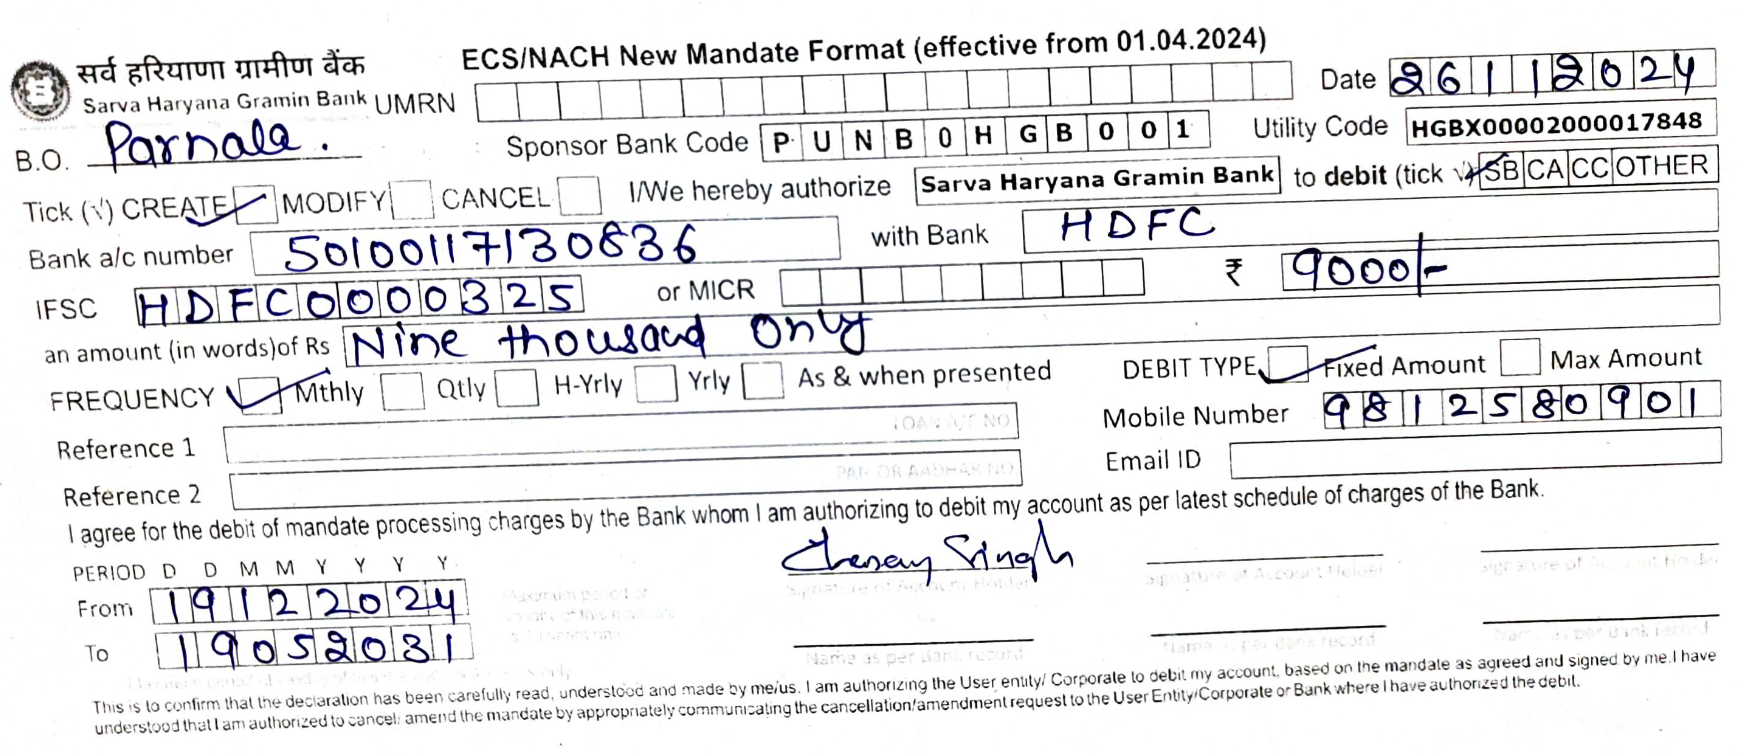 सर्व हरियाणा ग्रामीण बैंक
Sarva Haryana Gramin Bank
ECS/NACH New Mandate Format (effective from 01.04.2024)
UMRN
Date 26112024
B.O. Parnala.
Sponsor Bank Code PUNB0HGB001
Utility Code HGBX00002000017848
Tick (√) CREATE MODIFY CANCEL I/We hereby authorize Sarva Haryana Gramin Bank to debit (tick √) SB CA CC OTHER
Bank a/c number 50100117130836 with Bank HDFC
IFSC HDFC0000325 or MICR ₹ 9000/-
an amount (in words)of Rs Nine thousand only
FREQUENCY Mthly Qtly H-Yrly Yrly As & when presented DEBIT TYPE Fixed Amount Max Amount
Reference 1 LOAN A/C NO Mobile Number 9812580901
Reference 2 PAN OR AADHAR NO Email ID
I agree for the debit of mandate processing charges by the Bank whom I am authorizing to debit my account as per latest schedule of charges of the Bank.
PERIOD D D M M Y Y Y Y
From 19122024
To 19052031
Singh
Signature of Account Holder Signature of Account Holder Signature of Account Holder
Name as per bank record Name as per bank record Name as per bank record
This is to confirm that the declaration has been carefully read, understood and made by me/us. I am authorizing the User entity/ Corporate to debit my account, based on the mandate as agreed and signed by me.I have
understood that I am authorized to cancel: amend the mandate by appropriately communicating the cancellation/amendment request to the User Entity/Corporate or Bank where I have authorized the debit.